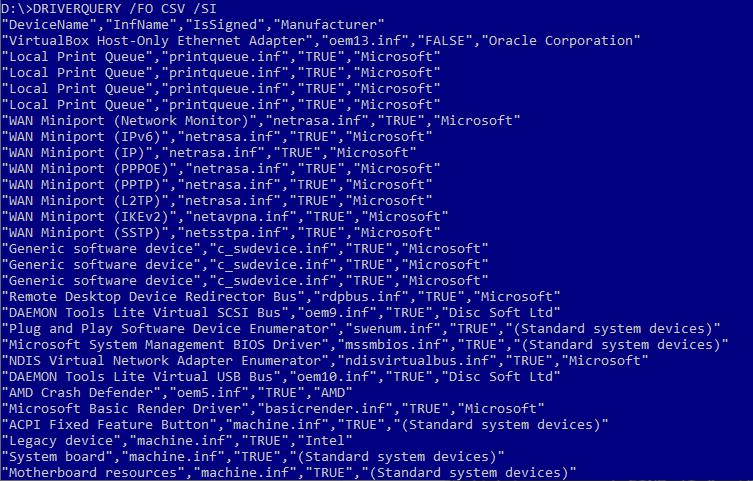 D:\>DRIVERQUERY /FO CSV /SI
"DeviceName","InfName","IsSigned","Manufacturer"
"VirtualBox Host-Only Ethernet Adapter","oem13.inf","FALSE","Oracle Corporation"
"Local Print Queue","printqueue.inf","TRUE","Microsoft"
"Local Print Queue","printqueue.inf","TRUE","Microsoft"
"Local Print Queue","printqueue.inf","TRUE","Microsoft"
"Local Print Queue","printqueue.inf","TRUE","Microsoft"
"WAN Miniport (Network Monitor)","netrasa.inf","TRUE","Microsoft"
"WAN Miniport (IPv6)","netrasa.inf","TRUE","Microsoft"
"WAN Miniport (IP)","netrasa.inf","TRUE","Microsoft"
"WAN Miniport (PPPOE)","netrasa.inf","TRUE","Microsoft"
"WAN Miniport (PPTP)","netrasa.inf","TRUE","Microsoft"
"WAN Miniport (L2TP)","netrasa.inf","TRUE","Microsoft"
"WAN Miniport (IKEv2)","netavpna.inf","TRUE","Microsoft"
"WAN Miniport (SSTP)","netsstpa.inf","TRUE","Microsoft"
"Generic software device","c_swdevice.inf","TRUE","Microsoft"
"Generic software device","c_swdevice.inf","TRUE","Microsoft"
"Generic software device","c_swdevice.inf","TRUE","Microsoft"
"Remote Desktop Device Redirector Bus","rdpbus.inf","TRUE","Microsoft"
"DAEMON Tools Lite Virtual SCSI Bus","oem9.inf","TRUE","Disc Soft Ltd"
"Plug and Play Software Device Enumerator","swenum.inf","TRUE","(Standard system devices)"
"Microsoft System Management BIOS Driver","mssmbios.inf","TRUE","(Standard system devices)"
"NDIS Virtual Network Adapter Enumerator","ndisvirtualbus.inf","TRUE","Microsoft"
"DAEMON Tools Lite Virtual USB Bus","oem10.inf","TRUE","Disc Soft Ltd"
"AMD Crash Defender","oem5.inf","TRUE","AMD"
"Microsoft Basic Render Driver","basicrender.inf","TRUE","Microsoft"
"ACPI Fixed Feature Button","machine.inf","TRUE","(Standard system devices)"
"Legacy device","machine.inf","TRUE","Intel"
"System board","machine.inf","TRUE","(Standard system devices)"
"Motherboard resources","machine.inf","TRUE","(Standard system devices)"